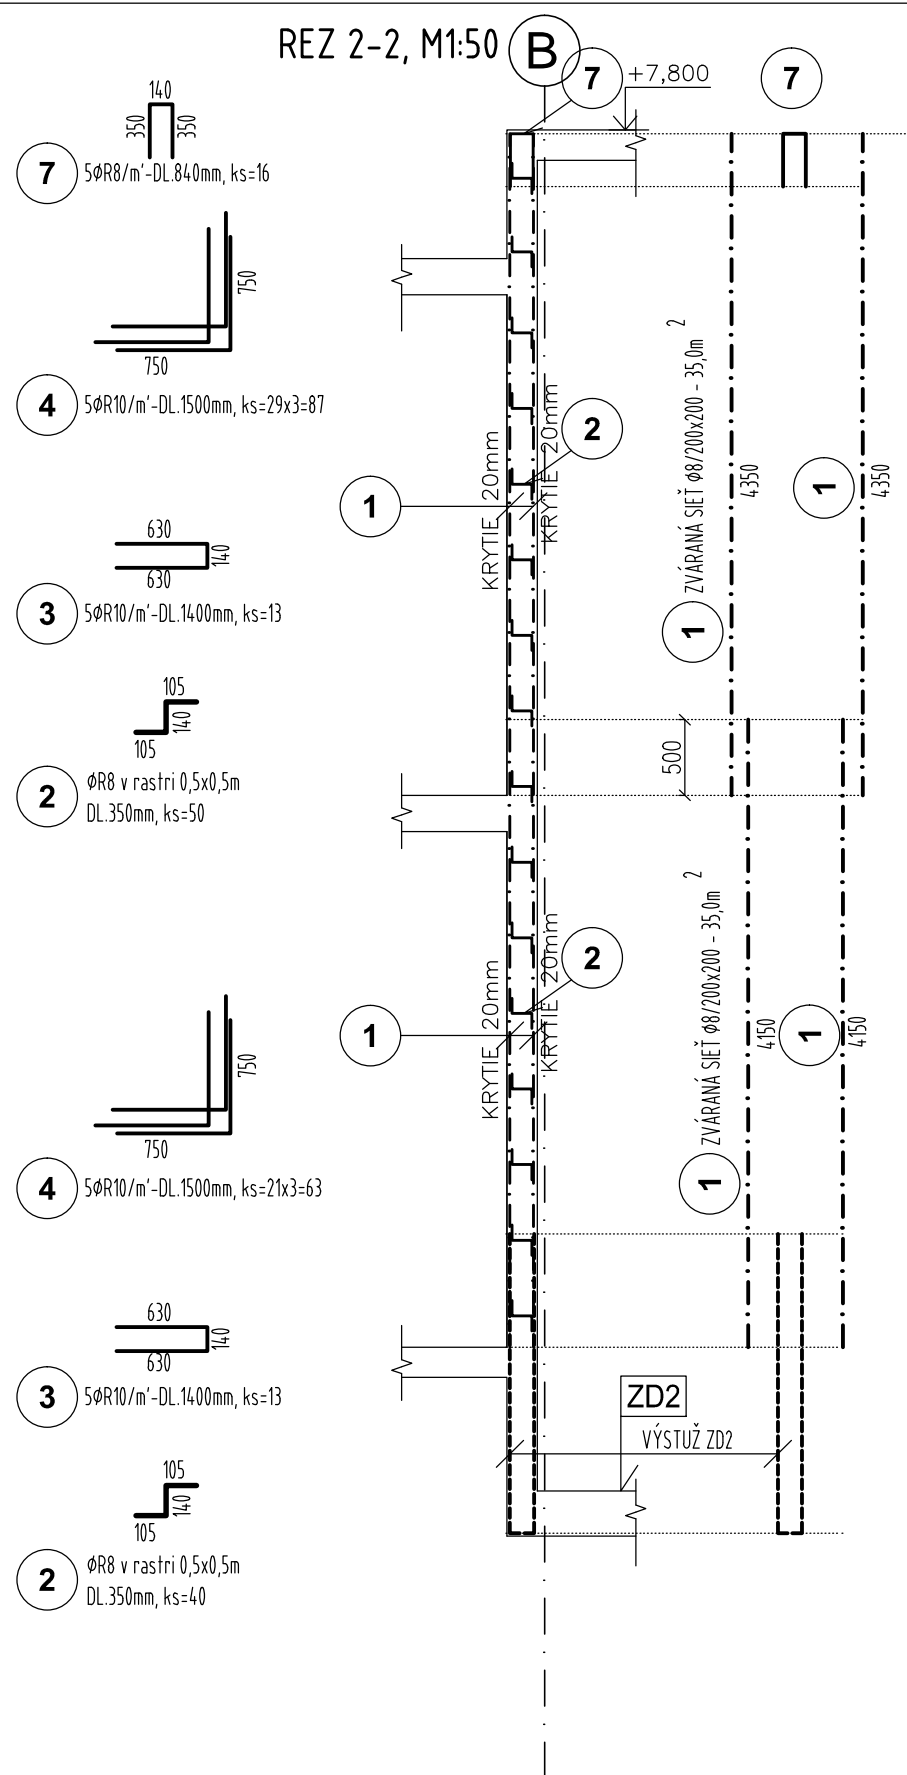 REZ 2-2, M1:50
B
7
+7,800
7
140
350
350
7
5ØR8/m'-DL.840mm, ks=16
750
750
4
5ØR10/m'-DL.1500mm, ks=29x3=87
630
140
630
3
5ØR10/m'-DL.1400mm, ks=13
105
140
105
2
ØR8 v rastri 0,5x0,5m
DL.350mm, ks=50
1
KRYTIE 20mm
KRYTIE 20mm
2
1
ZVÁRANÁ SIEŤ Ø8/200x200 - 35,0m 2
4350
1
4350
500
750
750
4
5ØR10/m'-DL.1500mm, ks=21x3=63
630
140
630
3
5ØR10/m'-DL.1400mm, ks=13
105
140
105
2
ØR8 v rastri 0,5x0,5m
DL.350mm, ks=40
1
KRYTIE 20mm
KRYTIE 20mm
2
1
ZVÁRANÁ SIEŤ Ø8/200x200 - 35,0m 2
4150
1
4150
ZD2
VÝSTUŽ ZD2